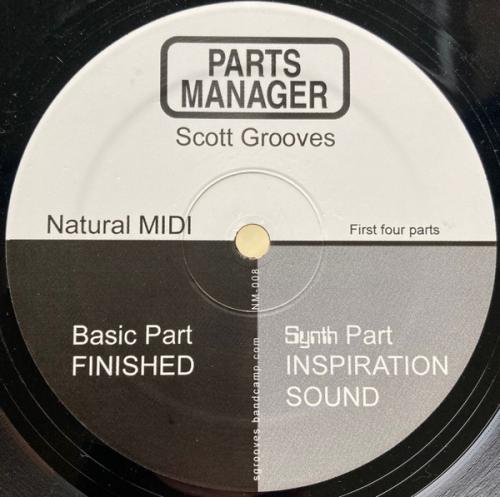 PARTS
MANAGER
Scott Grooves
Natural MIDI
First four parts
Basic Part
FINISHED
Synth Part
INSPIRATION
SOUND
sgrooves.bandcamp.com NM-008